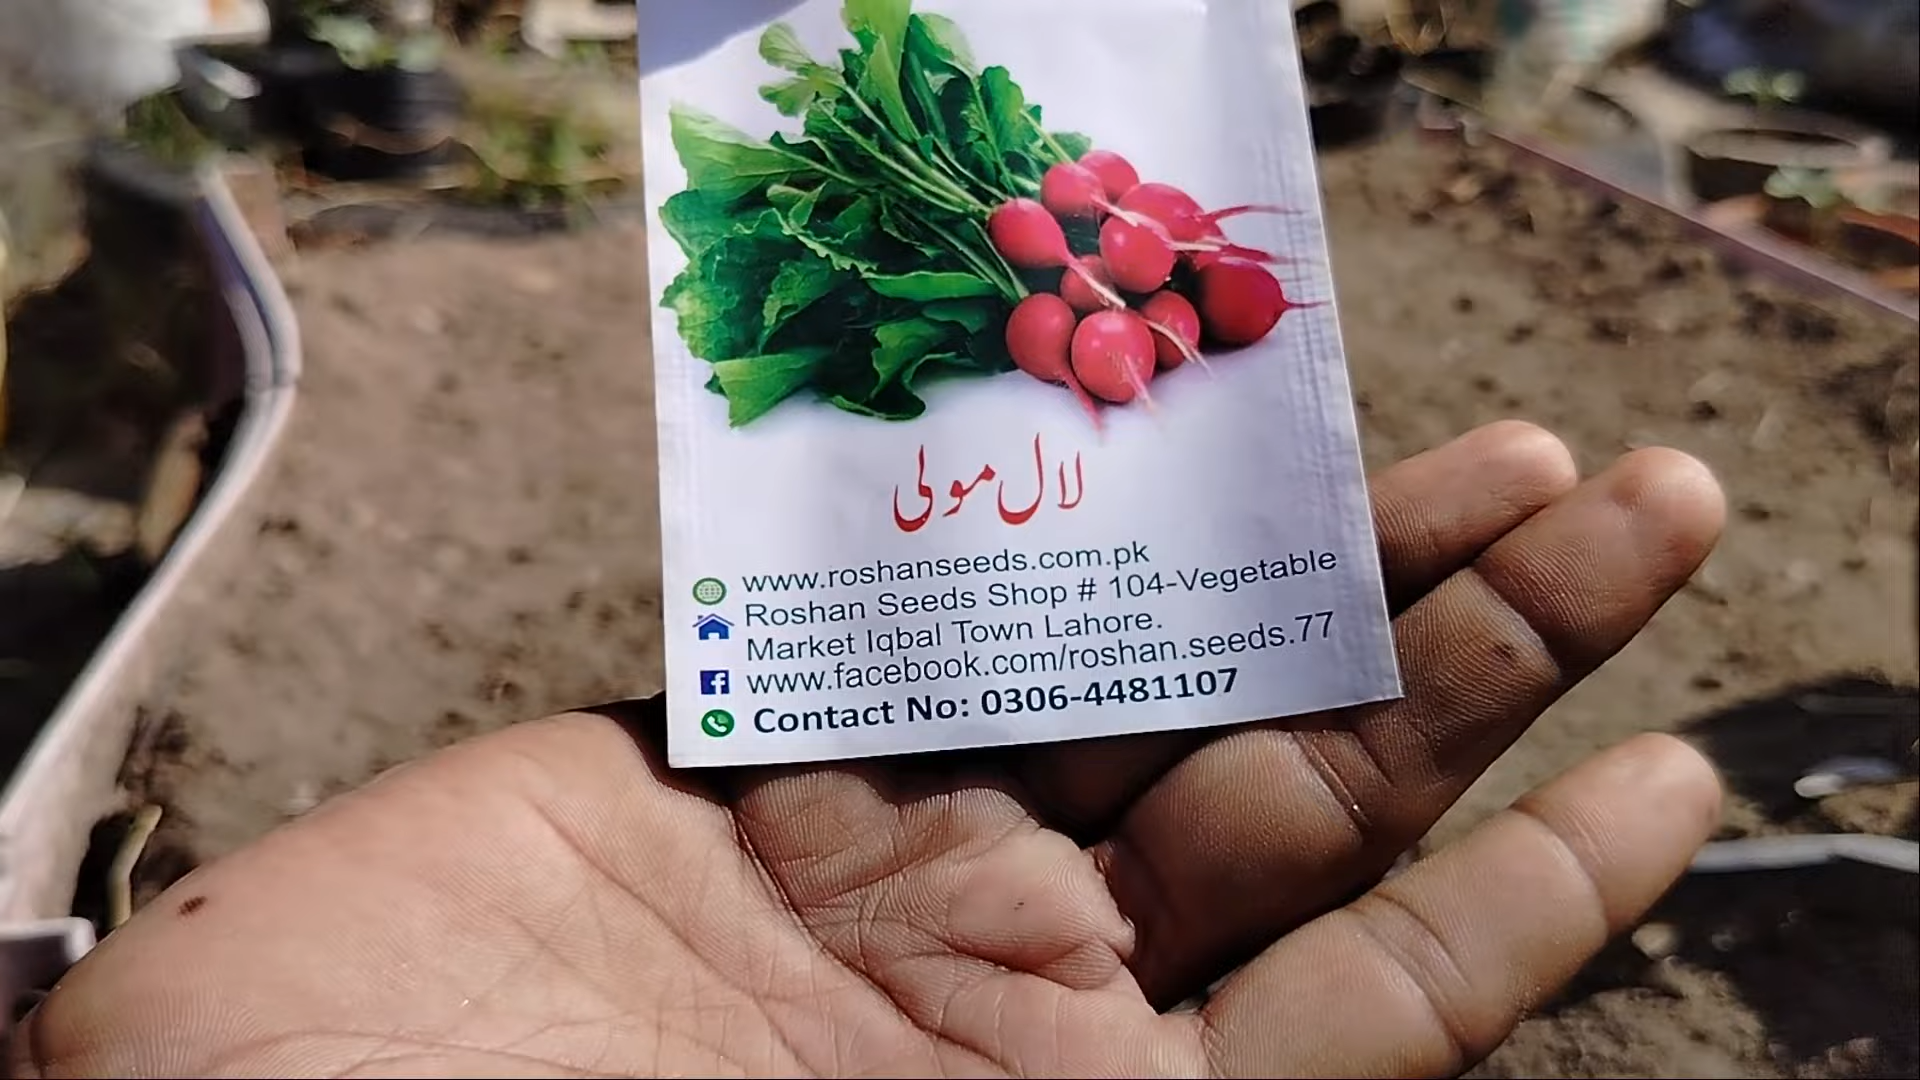 لال مولی
www.roshanseeds.com.pk
Roshan Seeds Shop # 104-Vegetable
Market Iqbal Town Lahore.
www.facebook.com/roshan.seeds.77
Contact No: 0306-4481107